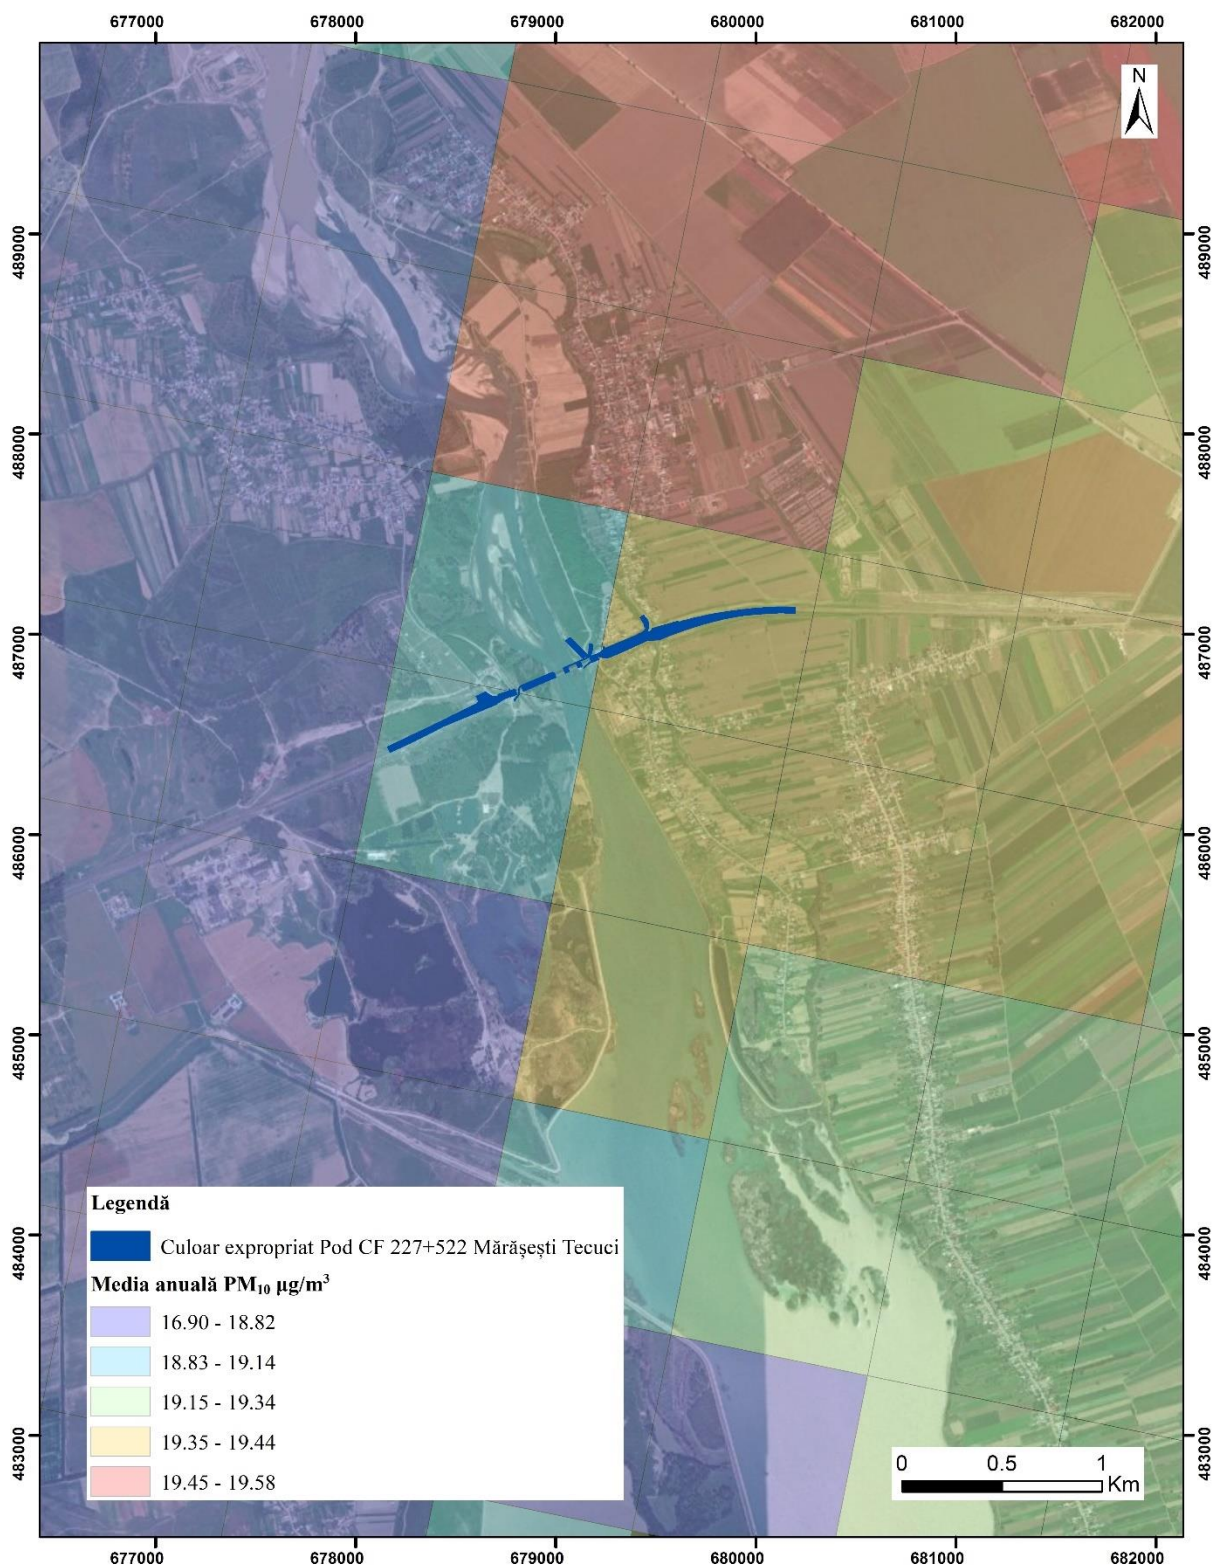 677000 678000 679000 680000 681000 682000
N
489000 489000
488000 488000
487000 487000
486000 486000
485000 485000
484000 484000
483000 483000
Legendă
Culoar expropriat Pod CF 227+522 Mărășești Tecuci
Media anuală PM₁₀ µg/m³
16.90 - 18.82
18.83 - 19.14
19.15 - 19.34
19.35 - 19.44
19.45 - 19.58
0 0.5 1
Km
677000 678000 679000 680000 681000 682000